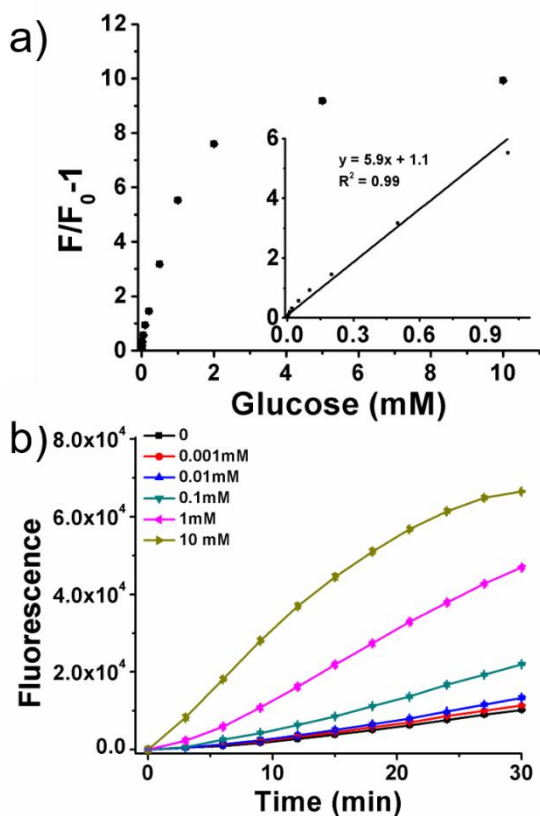 a)
12
10
8
6
4
2
0
F/F₀-1
6
4
2
0
y = 5.9x + 1.1
R² = 0.99
0.0 0.3 0.6 0.9
0 2 4 6 8 10
Glucose (mM)
b)
8.0x10⁴
6.0x10⁴
4.0x10⁴
2.0x10⁴
0.0
Fluorescence
0
0.001mM
0.01mM
0.1mM
1mM
10 mM
0 10 20 30
Time (min)